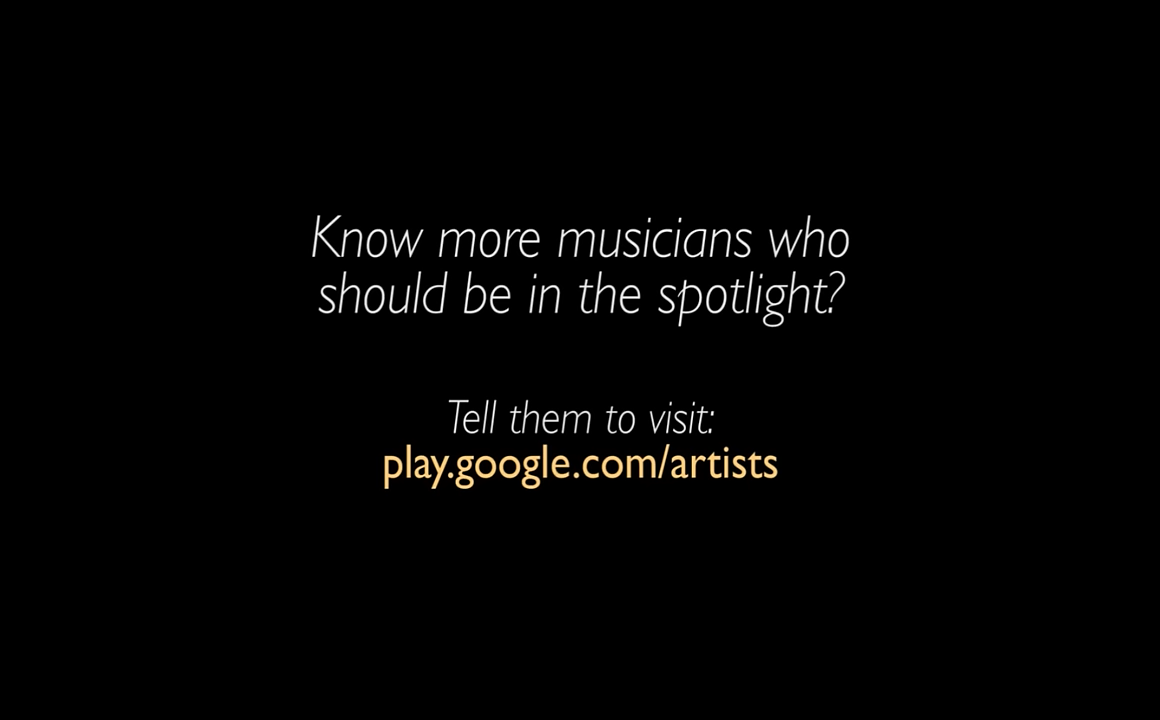 Know more musicians who
should be in the spotlight?
Tell them to visit:
play.google.com/artists